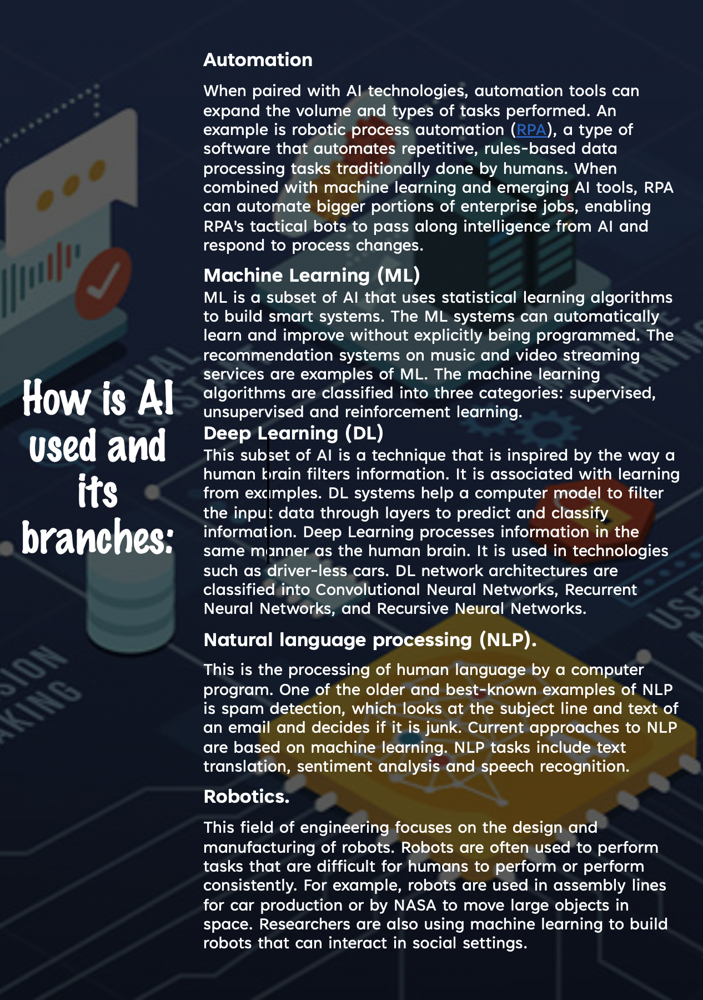 Automation
When paired with AI technologies, automation tools can
expand the volume and types of tasks performed. An
example is robotic process automation (RPA), a type of
software that automates repetitive, rules-based data
processing tasks traditionally done by humans. When
combined with machine learning and emerging AI tools, RPA
can automate bigger portions of enterprise jobs, enabling
RPA's tactical bots to pass along intelligence from AI and
respond to process changes.
Machine Learning (ML)
ML is a subset of AI that uses statistical learning algorithms
to build smart systems. The ML systems can automatically
learn and improve without explicitly being programmed. The
recommendation systems on music and video streaming
services are examples of ML. The machine learning
algorithms are classified into three categories: supervised,
unsupervised and reinforcement learning.
Deep Learning (DL)
This subset of AI is a technique that is inspired by the way a
human brain filters information. It is associated with learning
from examples. DL systems help a computer model to filter
the input data through layers to predict and classify
information. Deep Learning processes information in the
same manner as the human brain. It is used in technologies
such as driver-less cars. DL network architectures are
classified into Convolutional Neural Networks, Recurrent
Neural Networks, and Recursive Neural Networks.
Natural language processing (NLP).
This is the processing of human language by a computer
program. One of the older and best-known examples of NLP
is spam detection, which looks at the subject line and text of
an email and decides if it is junk. Current approaches to NLP
are based on machine learning. NLP tasks include text
translation, sentiment analysis and speech recognition.
Robotics.
This field of engineering focuses on the design and
manufacturing of robots. Robots are often used to perform
tasks that are difficult for humans to perform or perform
consistently. For example, robots are used in assembly lines
for car production or by NASA to move large objects in
space. Researchers are also using machine learning to build
robots that can interact in social settings.
How is AI
used and
its
branches:
LEARNING